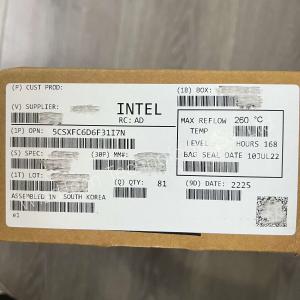 (P) CUST PROD:
(1B) BOX:
(V) SUPPLIER:
INTEL
RC: AD
(1P) OPN: 5CSXFC6D6F31I7N
MAX REFLOW 260 °C
TEMP
LEVEL HOURS 168
BAG SEAL DATE 10JUL22
(S) SPEC:
(30P) MM#:
(1T) LOT:
(Q) QTY: 81
(9D) DATE: 2225
ASSEMBLED IN SOUTH KOREA
e1